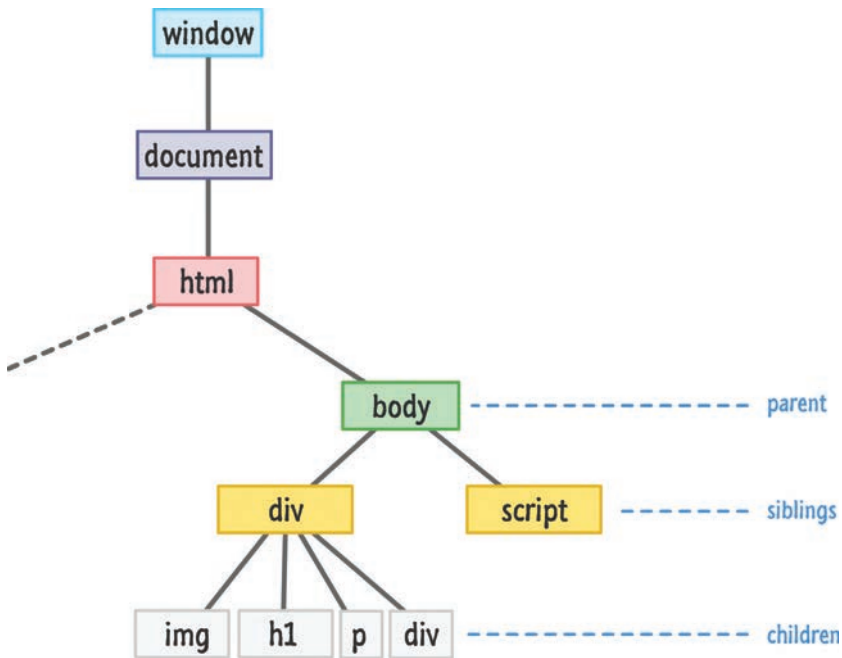 window
document
html
body parent
div script siblings
img h1 p div children